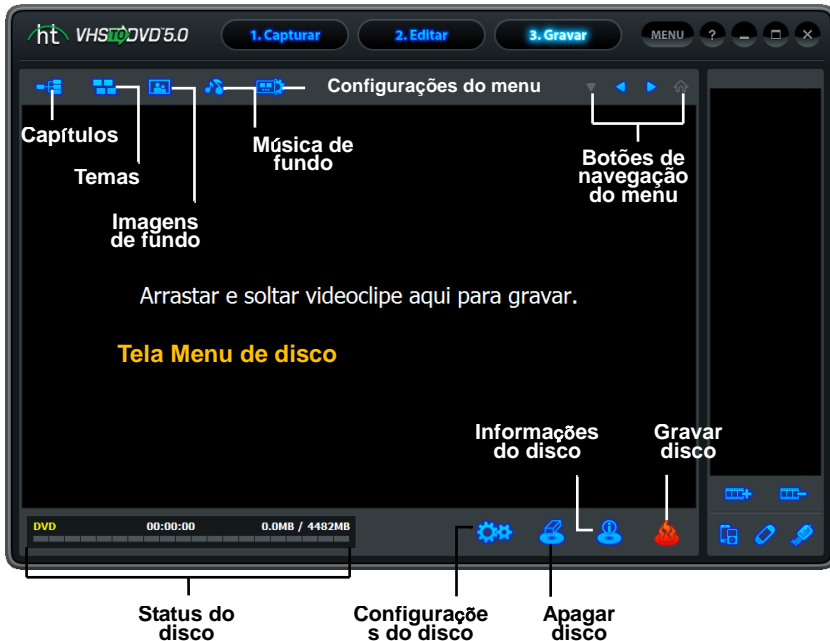 ht VHS TO DVD 5.0
1. Capturar
2. Editar
3. Gravar
MENU
?
Configurações do menu
Capítulos
Temas
Imagens
de fundo
Música de
fundo
Botões de
navegação
do menu
Arrastar e soltar videoclipe aqui para gravar.
Tela Menu de disco
Informações
do disco
Gravar
disco
DVD 00:00:00 0.0MB / 4482MB
Status do
disco
Configuraçõe
s do disco
Apagar
disco